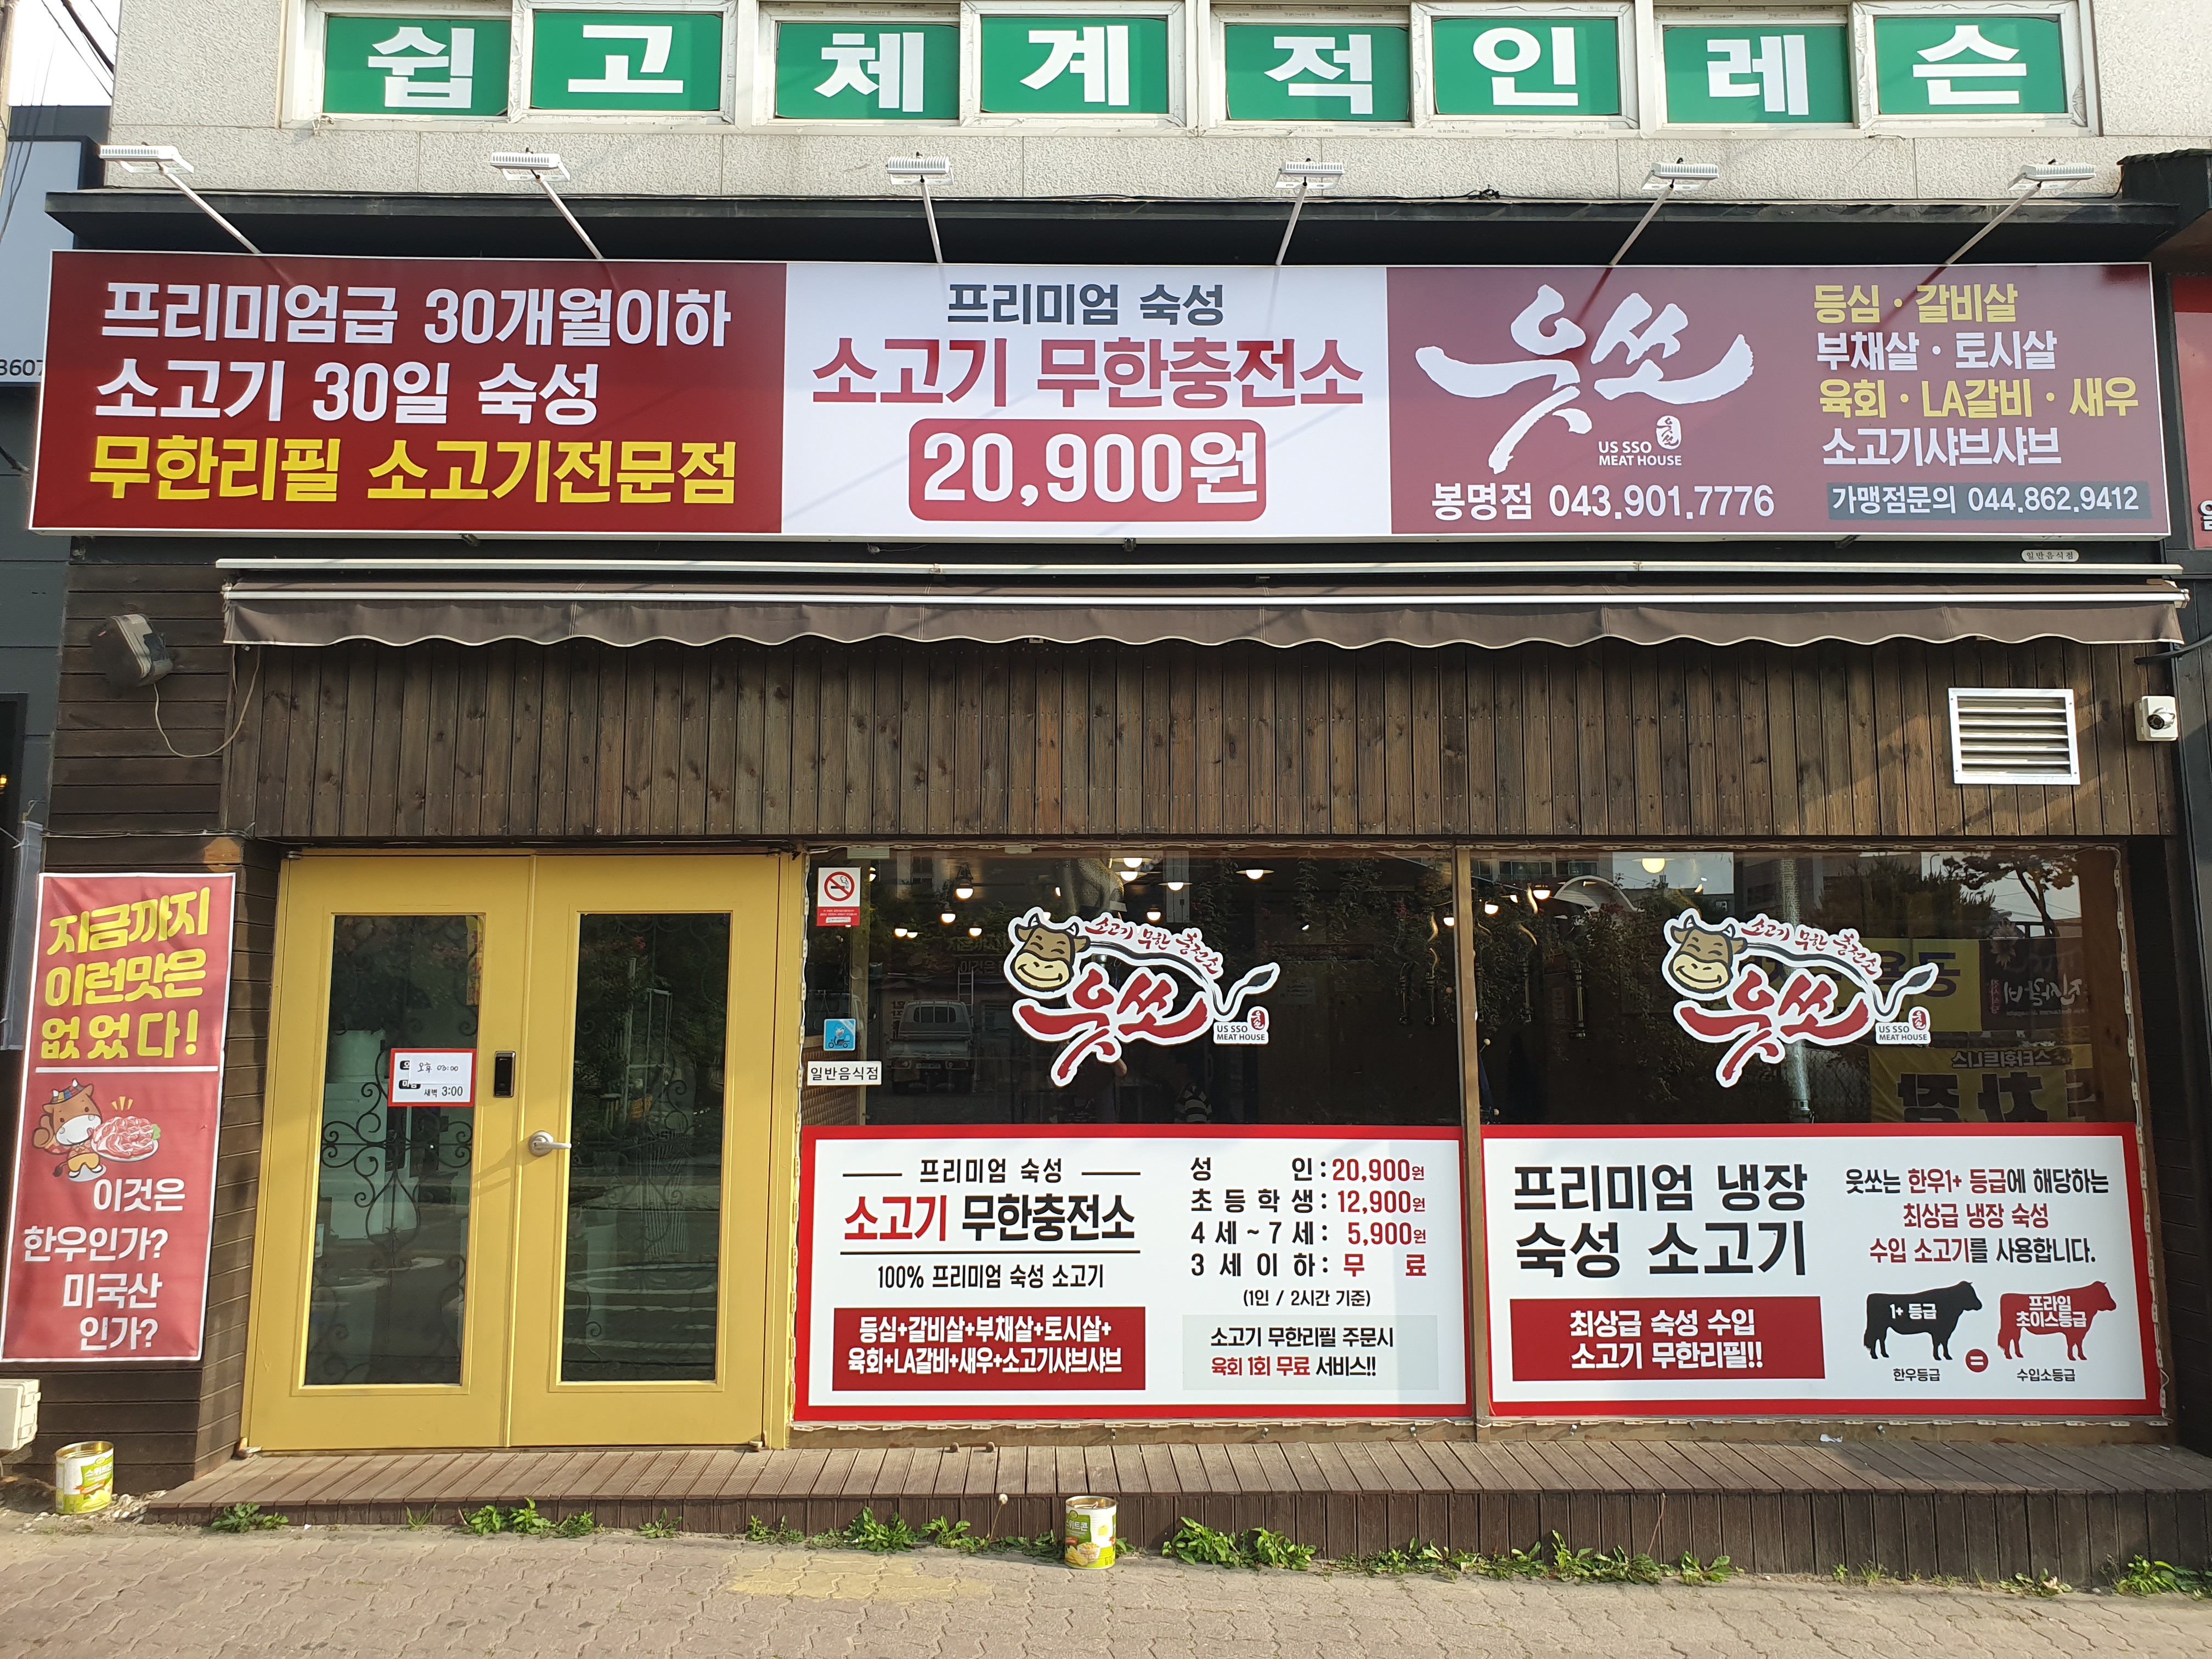 쉽고체계적인레슨
프리미엄급 30개월이하
소고기 30일 숙성
무한리필 소고기전문점
프리미엄 숙성
소고기 무한충전소
20,900원
웃쏘
웃쏘
US SSO
MEAT HOUSE
봉명점 043.901.7776
등심 · 갈비살
부채살 · 토시살
육회 · LA갈비 · 새우
소고기샤브샤브
가맹점문의 044.862.9412
일반음식점
3607
지금까지
이런맛은
없었다!
이것은
한우인가?
미국산
인가?
오후
새벽 3:00
일반음식점
소고기 무한 충전소
웃쏘
US SSO
MEAT HOUSE
소고기 무한 충전소
웃쏘
US SSO
MEAT HOUSE
프리미엄 숙성
소고기 무한충전소
100% 프리미엄 숙성 소고기
등심+갈비살+부채살+토시살+
육회+LA갈비+새우+소고기샤브샤브
성 인 : 20,900원
초등학생 : 12,900원
4세~7세 : 5,900원
3세이하 : 무 료
(1인 / 2시간 기준)
소고기 무한리필 주문시
육회 1회 무료 서비스!!
프리미엄 냉장
숙성 소고기
최상급 숙성 수입
소고기 무한리필!!
웃쏘는 한우1+ 등급에 해당하는
최상급 냉장 숙성
수입 소고기를 사용합니다.
1+ 등급
한우등급
=
프라임
초이스등급
수입소등급
스위트콘